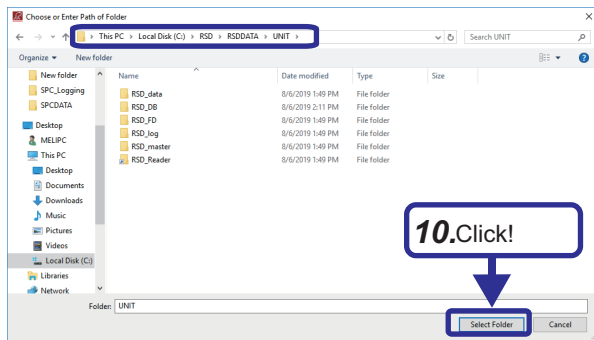 Choose or Enter Path of Folder
This PC > Local Disk (C:) > RSD > RSDDATA > UNIT >
Search UNIT
Organize New folder
Name Date modified Type Size
New folder
SPC_Logging
SPCDATA
Desktop
MELIPC
This PC
Desktop
Documents
Downloads
Music
Pictures
Videos
Local Disk (C:)
Libraries
Network
RSD_data 8/6/2019 1:49 PM File folder
RSD_DB 8/6/2019 2:11 PM File folder
RSD_FD 8/6/2019 1:49 PM File folder
RSD_log 8/6/2019 1:49 PM File folder
RSD_master 8/6/2019 1:49 PM File folder
RSD_Reader 8/6/2019 1:49 PM File folder
10.Click!
Folder: UNIT
Select Folder Cancel